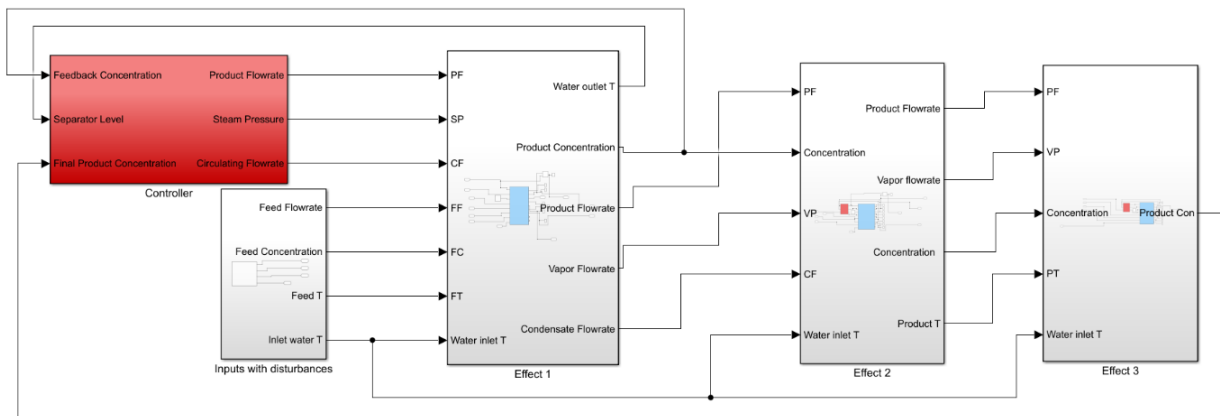 Feedback Concentration
Separator Level
Final Product Concentration
Product Flowrate
Steam Pressure
Circulating Flowrate
Controller
Feed Flowrate
Feed Concentration
Feed T
Inlet water T
Inputs with disturbances
PF
SP
CF
FF
FC
FT
Water inlet T
Water outlet T
Product Concentration
Product Flowrate
Vapor Flowrate
Condensate Flowrate
Effect 1
PF
Concentration
VP
CF
Water inlet T
Product Flowrate
Vapor flowrate
Concentration
Product T
Effect 2
PF
VP
Concentration
PT
Water inlet T
Product Con
Effect 3